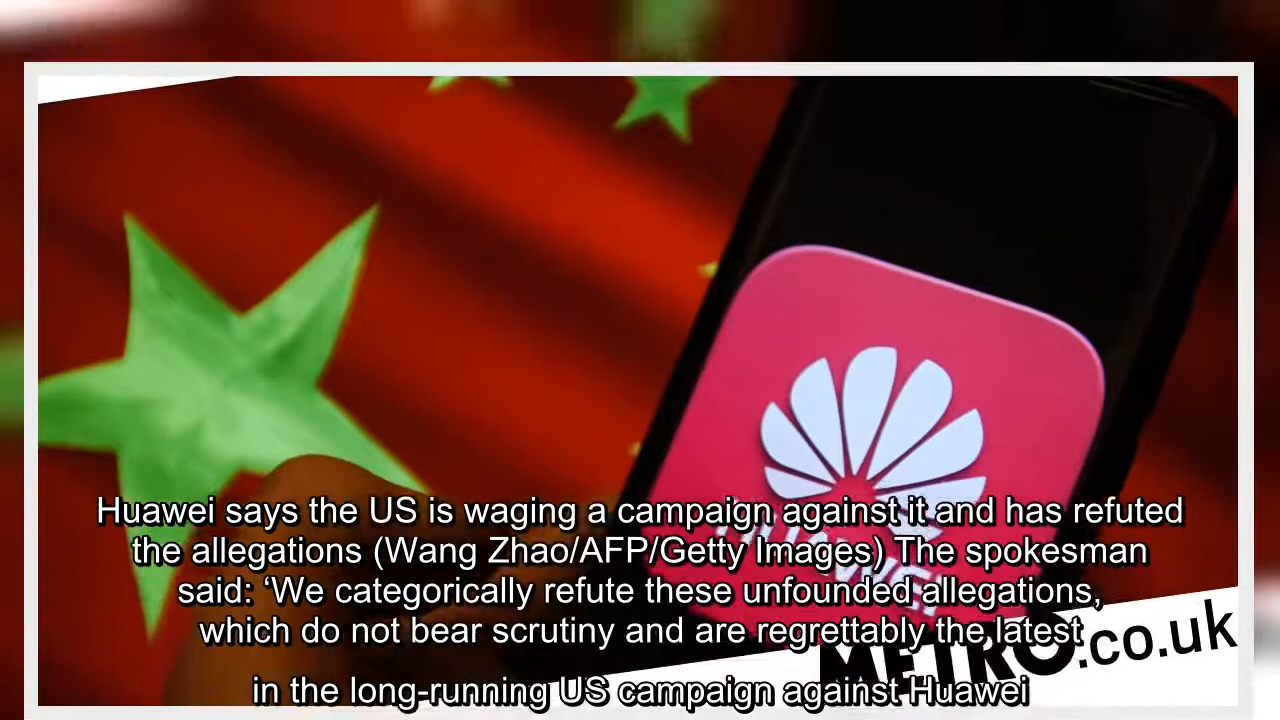 Huawei says the US is waging a campaign against it and has refuted
the allegations (Wang Zhao/AFP/Getty Images) The spokesman
said: ‘We categorically refute these unfounded allegations,
which do not bear scrutiny and are regrettably the latest
METRO.co.uk
in the long-running US campaign against Huawei